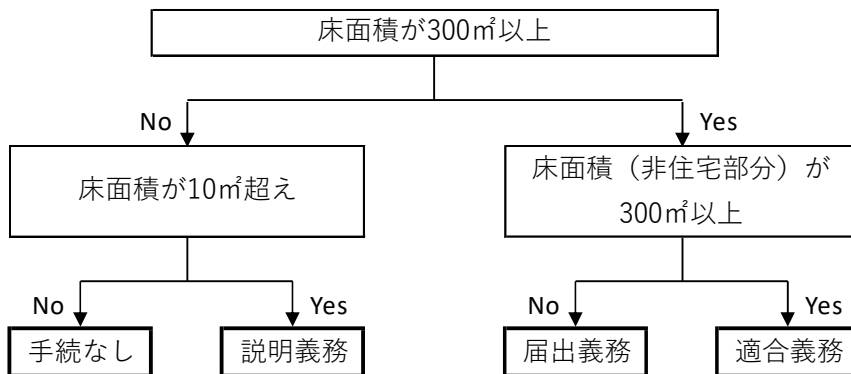 床面積が300㎡以上
No
Yes
床面積が10㎡超え
床面積（非住宅部分）が
300㎡以上
No
Yes
No
Yes
手続なし
説明義務
届出義務
適合義務